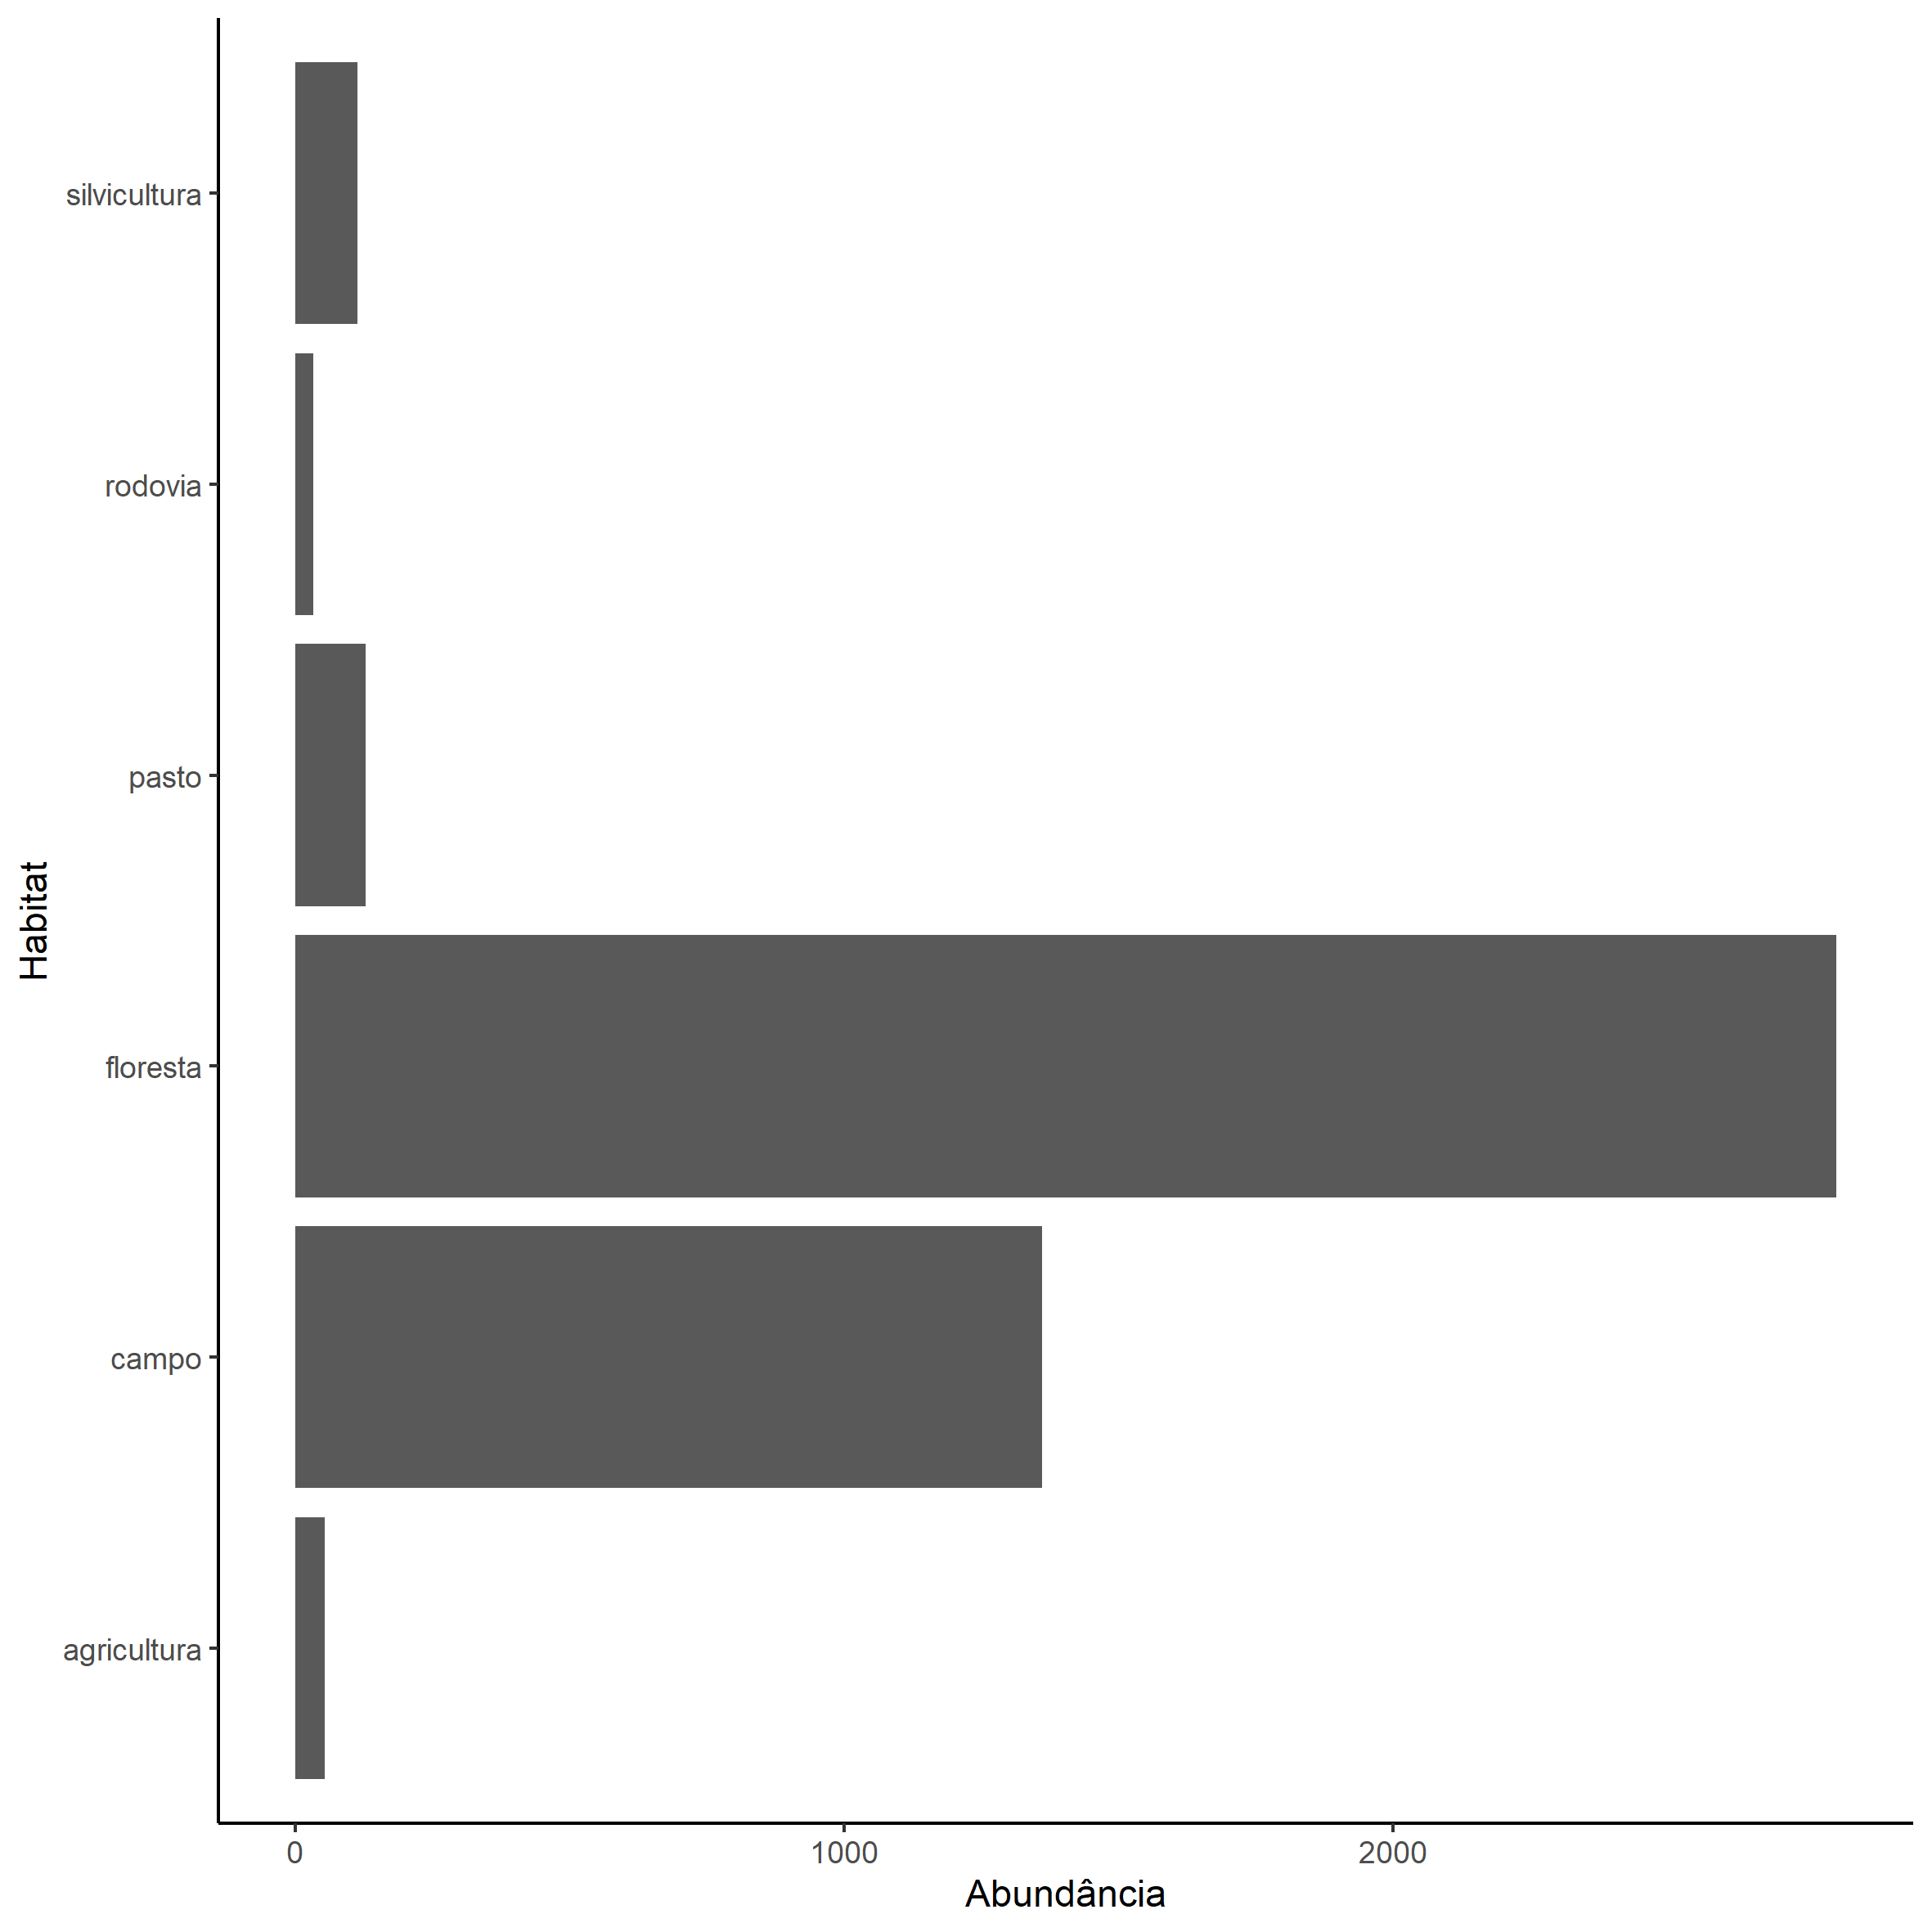 silvicultura
rodovia
pasto
floresta
campo
agricultura
Habitat
0 1000 2000
Abundância